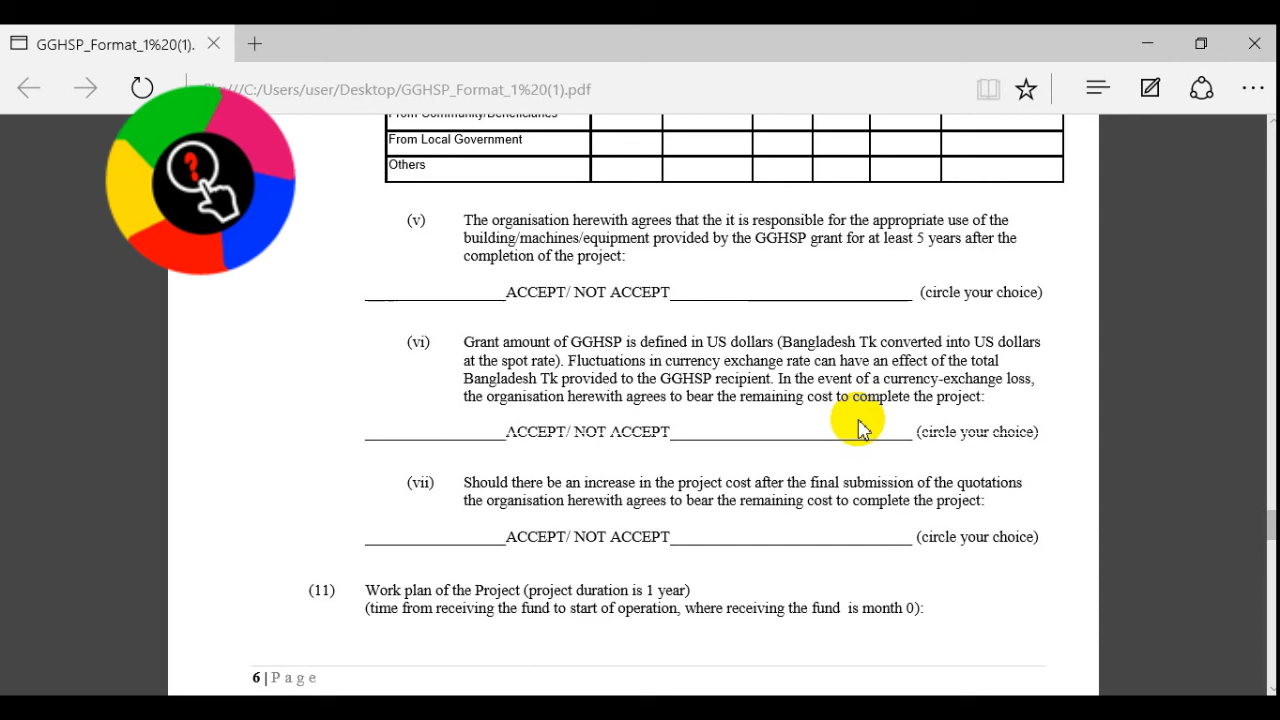 GGHSP_Format_1%20(1).
C:/Users/user/Desktop/GGHSP_Format_1%20(1).pdf
?
From Community/Beneficiaries
From Local Government
Others
(v) The organisation herewith agrees that the it is responsible for the appropriate use of the
building/machines/equipment provided by the GGHSP grant for at least 5 years after the
completion of the project:
ACCEPT/ NOT ACCEPT (circle your choice)
(vi) Grant amount of GGHSP is defined in US dollars (Bangladesh Tk converted into US dollars
at the spot rate). Fluctuations in currency exchange rate can have an effect of the total
Bangladesh Tk provided to the GGHSP recipient. In the event of a currency-exchange loss,
the organisation herewith agrees to bear the remaining cost to complete the project:
ACCEPT/ NOT ACCEPT (circle your choice)
(vii) Should there be an increase in the project cost after the final submission of the quotations
the organisation herewith agrees to bear the remaining cost to complete the project:
ACCEPT/ NOT ACCEPT (circle your choice)
(11) Work plan of the Project (project duration is 1 year)
(time from receiving the fund to start of operation, where receiving the fund is month 0):
6 | P a g e